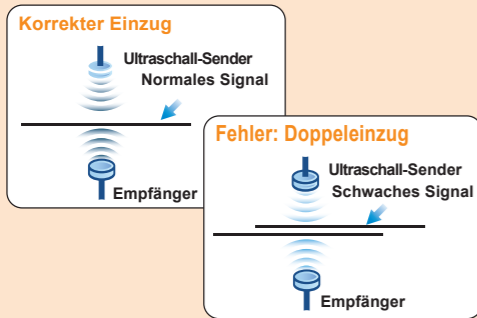 Korrekter Einzug
Ultraschall-Sender
Normales Signal
Empfänger
Fehler: Doppeleinzug
Ultraschall-Sender
Schwaches Signal
Empfänger